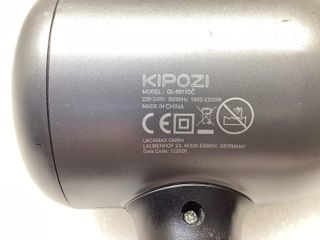 KIPOZI
MODEL: QL-5917DC
220-240V 50/60Hz 1800-2200W
MADE IN CHINA
CE
LACAMAX GMBH
LAUBENHOF 23, 45326 ESSEN, GERMANY
Date Code: 122020